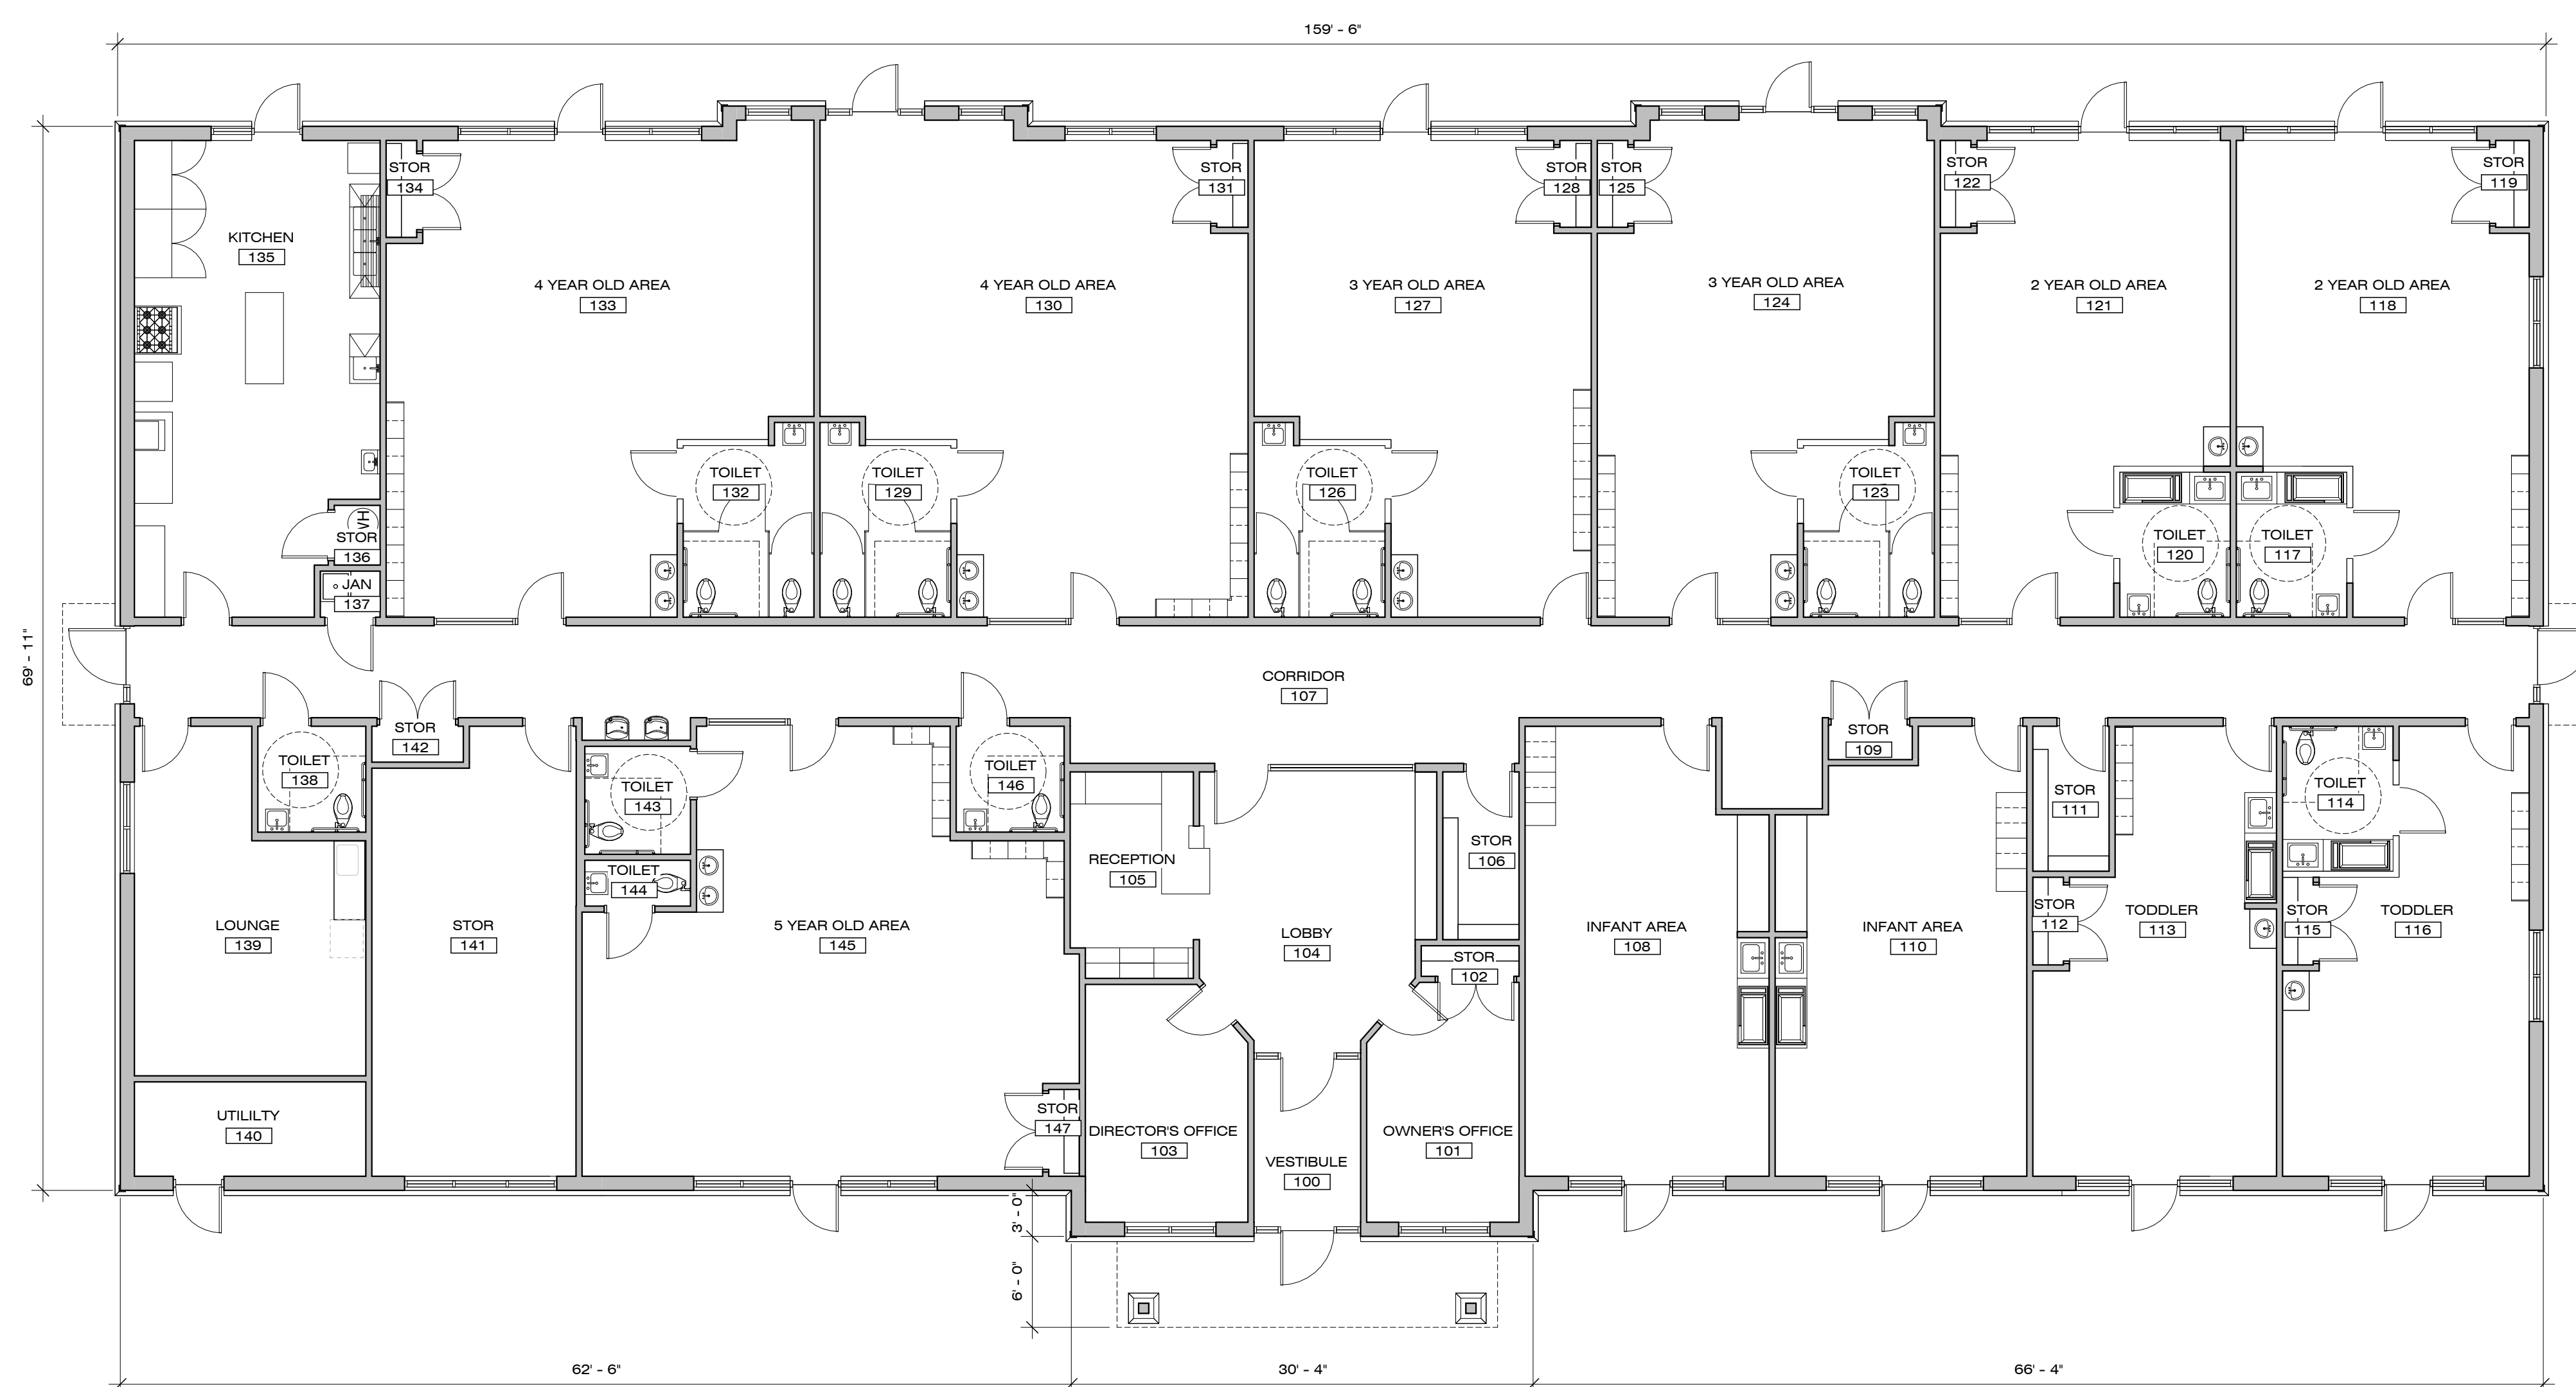 159' - 6"
STOR
134
STOR
131
STOR
128
STOR
125
STOR
122
STOR
119
KITCHEN
135
4 YEAR OLD AREA
133
4 YEAR OLD AREA
130
3 YEAR OLD AREA
127
3 YEAR OLD AREA
124
2 YEAR OLD AREA
121
2 YEAR OLD AREA
118
TOILET
132
TOILET
129
TOILET
126
TOILET
123
WH
STOR
136
TOILET
120
TOILET
117
JAN
137
69' - 11"
CORRIDOR
107
STOR
142
STOR
109
TOILET
138
TOILET
143
TOILET
146
STOR
111
TOILET
114
RECEPTION
105
STOR
106
TOILET
144
STOR
112
STOR
115
TODDLER
113
TODDLER
116
LOUNGE
139
STOR
141
5 YEAR OLD AREA
145
LOBBY
104
STOR
102
INFANT AREA
108
INFANT AREA
110
UTILILTY
140
STOR
147
DIRECTOR'S OFFICE
103
VESTIBULE
100
OWNER'S OFFICE
101
3' - 0"
6' - 0"
62' - 6"
30' - 4"
66' - 4"